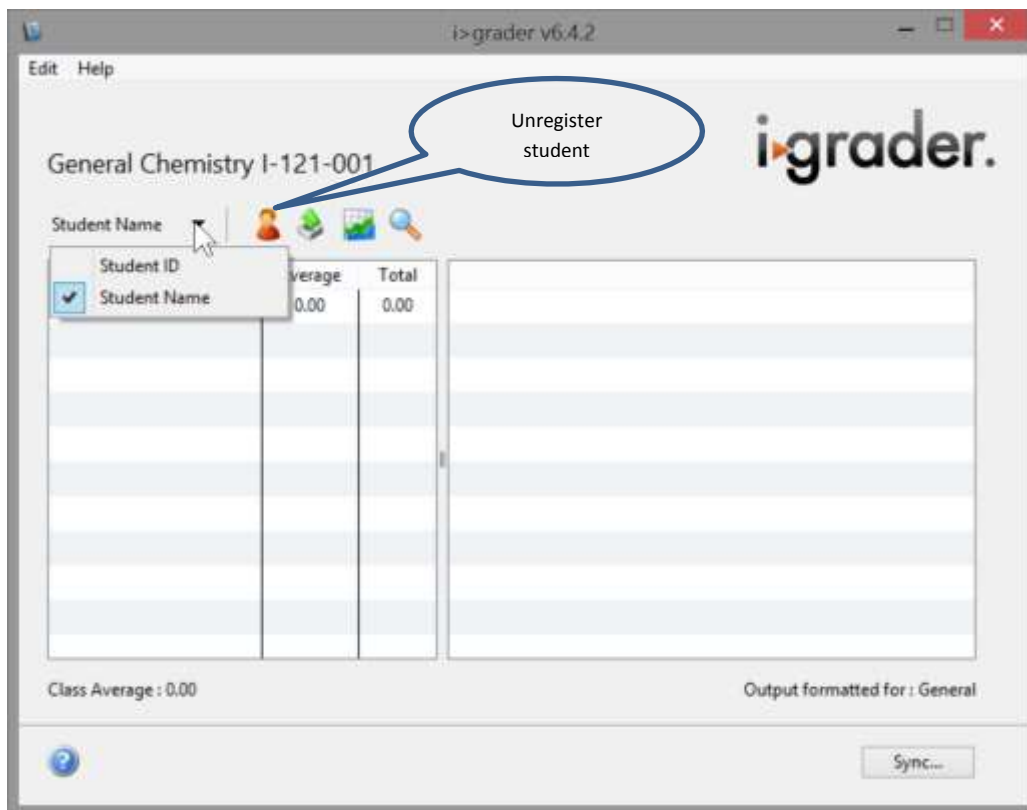 i>grader v6.4.2
Edit Help
Unregister
student
i▸grader.
General Chemistry I-121-001
Student Name
Student ID
Student Name
verage Total
0.00 0.00
Class Average : 0.00
Output formatted for : General
?
Sync...